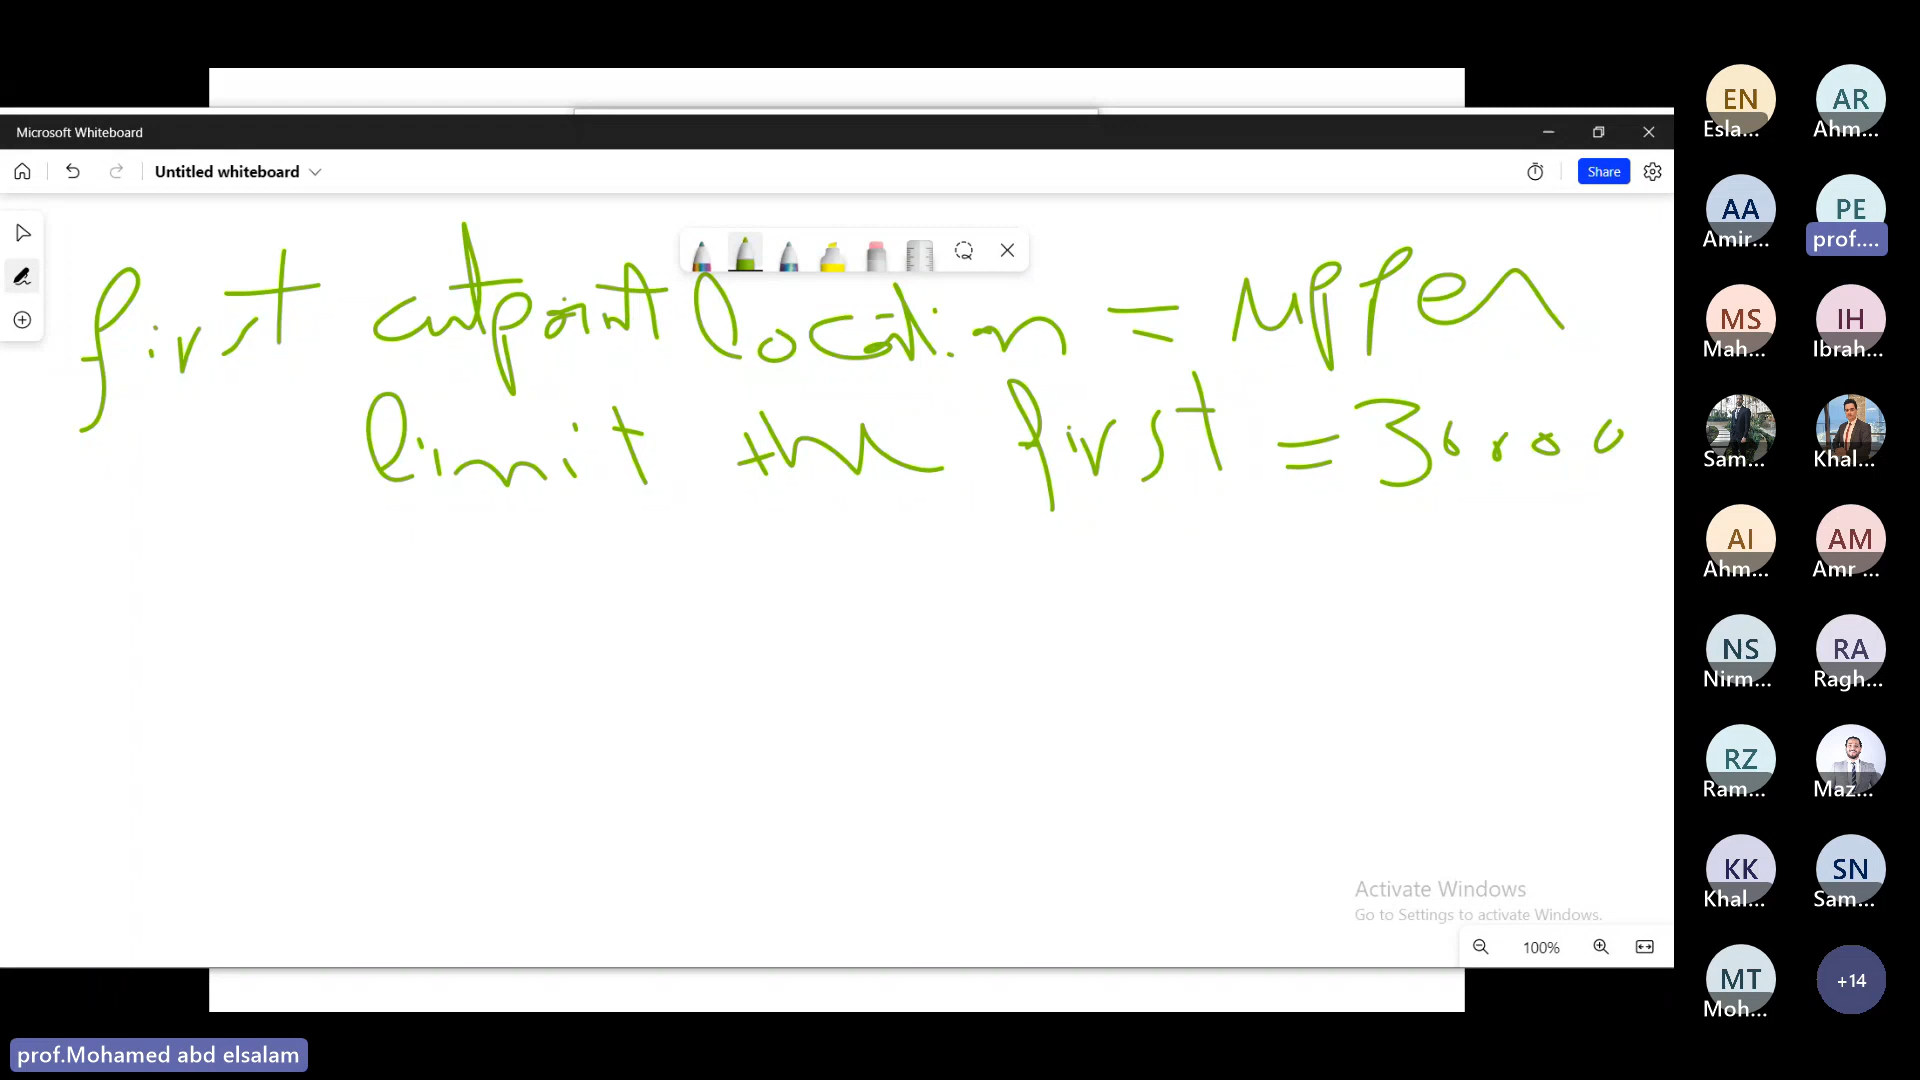 Microsoft Whiteboard
Untitled whiteboard
Share
first cutpoint location = upper
limit the first = 30000
Activate Windows
Go to Settings to activate Windows.
100%
EN AR
Esla... Ahm...
AA PE
Amir... prof....
MS IH
Mah... Ibrah...
Sam... Khal...
AI AM
Ahm... Amr ...
NS RA
Nirm... Ragh...
RZ
Ram... Maz...
KK SN
Khal... Sam...
MT +14
Moh...
prof.Mohamed abd elsalam